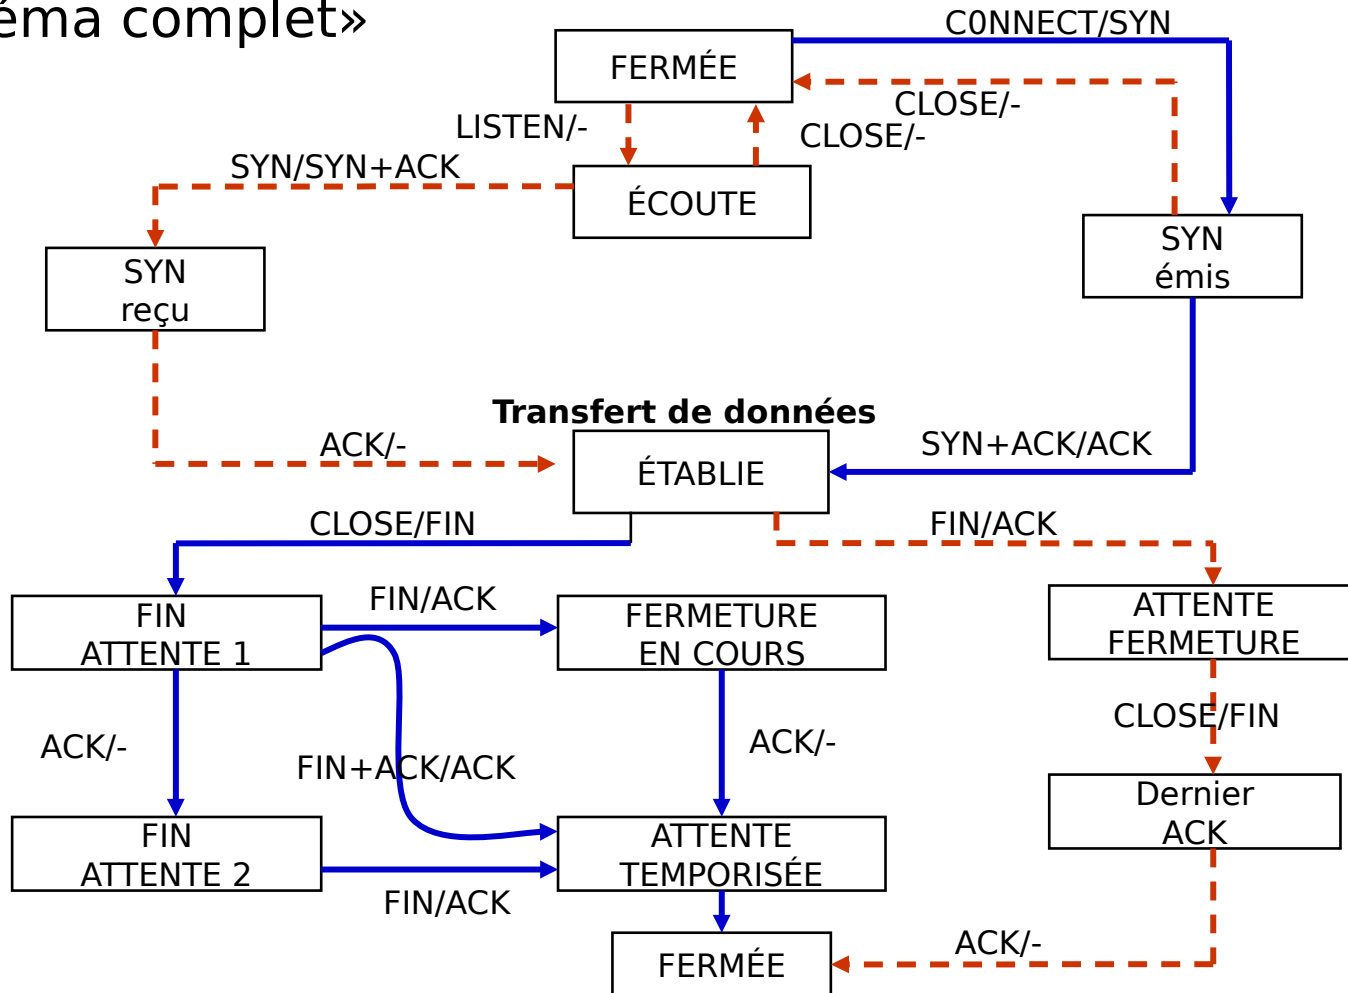 éma complet»
C0NNECT/SYN
FERMÉE
CLOSE/-
LISTEN/-
CLOSE/-
SYN/SYN+ACK
ÉCOUTE
SYN
émis
SYN
reçu
Transfert de données
ACK/-
SYN+ACK/ACK
ÉTABLIE
CLOSE/FIN
FIN/ACK
FIN
ATTENTE 1
FIN/ACK
FERMETURE
EN COURS
ATTENTE
FERMETURE
CLOSE/FIN
ACK/-
FIN+ACK/ACK
ACK/-
Dernier
ACK
FIN
ATTENTE 2
ATTENTE
TEMPORISÉE
FIN/ACK
ACK/-
FERMÉE